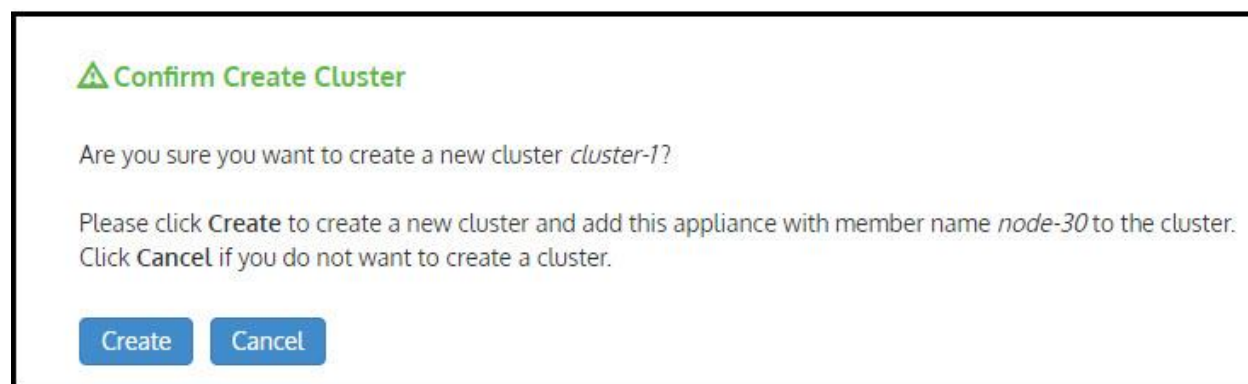 Confirm Create Cluster
Are you sure you want to create a new cluster cluster-1?
Please click Create to create a new cluster and add this appliance with member name node-30 to the cluster.
Click Cancel if you do not want to create a cluster.
Create Cancel